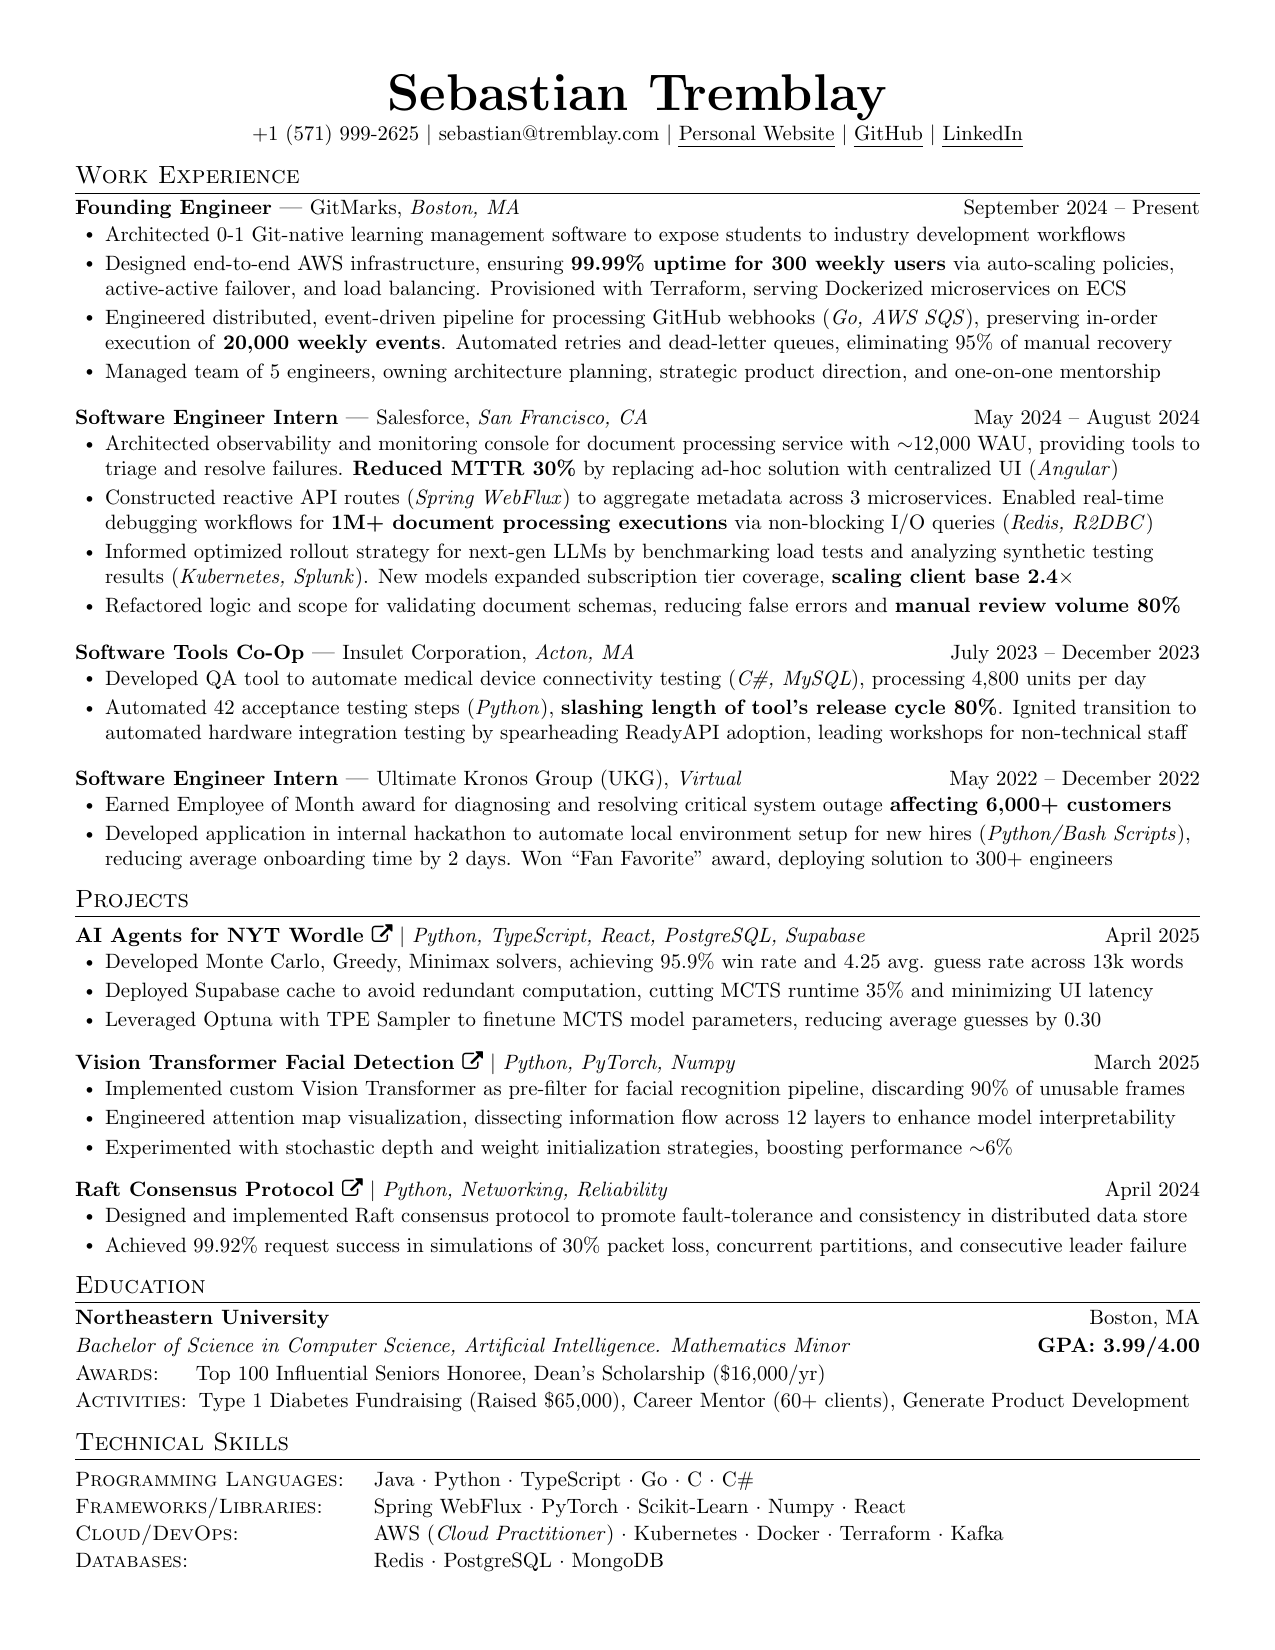 Sebastian Tremblay
+1 (571) 999-2625 | sebastian@tremblay.com | Personal Website | GitHub | LinkedIn
Work Experience
Founding Engineer — GitMarks, Boston, MA September 2024 – Present
• Architected 0-1 Git-native learning management software to expose students to industry development workflows
• Designed end-to-end AWS infrastructure, ensuring 99.99% uptime for 300 weekly users via auto-scaling policies,
active-active failover, and load balancing. Provisioned with Terraform, serving Dockerized microservices on ECS
• Engineered distributed, event-driven pipeline for processing GitHub webhooks (Go, AWS SQS), preserving in-order
execution of 20,000 weekly events. Automated retries and dead-letter queues, eliminating 95% of manual recovery
• Managed team of 5 engineers, owning architecture planning, strategic product direction, and one-on-one mentorship
Software Engineer Intern — Salesforce, San Francisco, CA May 2024 – August 2024
• Architected observability and monitoring console for document processing service with ~12,000 WAU, providing tools to
triage and resolve failures. Reduced MTTR 30% by replacing ad-hoc solution with centralized UI (Angular)
• Constructed reactive API routes (Spring WebFlux) to aggregate metadata across 3 microservices. Enabled real-time
debugging workflows for 1M+ document processing executions via non-blocking I/O queries (Redis, R2DBC)
• Informed optimized rollout strategy for next-gen LLMs by benchmarking load tests and analyzing synthetic testing
results (Kubernetes, Splunk). New models expanded subscription tier coverage, scaling client base 2.4×
• Refactored logic and scope for validating document schemas, reducing false errors and manual review volume 80%
Software Tools Co-Op — Insulet Corporation, Acton, MA July 2023 – December 2023
• Developed QA tool to automate medical device connectivity testing (C#, MySQL), processing 4,800 units per day
• Automated 42 acceptance testing steps (Python), slashing length of tool's release cycle 80%. Ignited transition to
automated hardware integration testing by spearheading ReadyAPI adoption, leading workshops for non-technical staff
Software Engineer Intern — Ultimate Kronos Group (UKG), Virtual May 2022 – December 2022
• Earned Employee of Month award for diagnosing and resolving critical system outage affecting 6,000+ customers
• Developed application in internal hackathon to automate local environment setup for new hires (Python/Bash Scripts),
reducing average onboarding time by 2 days. Won “Fan Favorite” award, deploying solution to 300+ engineers
Projects
AI Agents for NYT Wordle | Python, TypeScript, React, PostgreSQL, Supabase April 2025
• Developed Monte Carlo, Greedy, Minimax solvers, achieving 95.9% win rate and 4.25 avg. guess rate across 13k words
• Deployed Supabase cache to avoid redundant computation, cutting MCTS runtime 35% and minimizing UI latency
• Leveraged Optuna with TPE Sampler to finetune MCTS model parameters, reducing average guesses by 0.30
Vision Transformer Facial Detection | Python, PyTorch, Numpy March 2025
• Implemented custom Vision Transformer as pre-filter for facial recognition pipeline, discarding 90% of unusable frames
• Engineered attention map visualization, dissecting information flow across 12 layers to enhance model interpretability
• Experimented with stochastic depth and weight initialization strategies, boosting performance ~6%
Raft Consensus Protocol | Python, Networking, Reliability April 2024
• Designed and implemented Raft consensus protocol to promote fault-tolerance and consistency in distributed data store
• Achieved 99.92% request success in simulations of 30% packet loss, concurrent partitions, and consecutive leader failure
Education
Northeastern University Boston, MA
Bachelor of Science in Computer Science, Artificial Intelligence. Mathematics Minor GPA: 3.99/4.00
Awards: Top 100 Influential Seniors Honoree, Dean's Scholarship ($16,000/yr)
Activities: Type 1 Diabetes Fundraising (Raised $65,000), Career Mentor (60+ clients), Generate Product Development
Technical Skills
Programming Languages: Java · Python · TypeScript · Go · C · C#
Frameworks/Libraries: Spring WebFlux · PyTorch · Scikit-Learn · Numpy · React
Cloud/DevOps: AWS (Cloud Practitioner) · Kubernetes · Docker · Terraform · Kafka
Databases: Redis · PostgreSQL · MongoDB